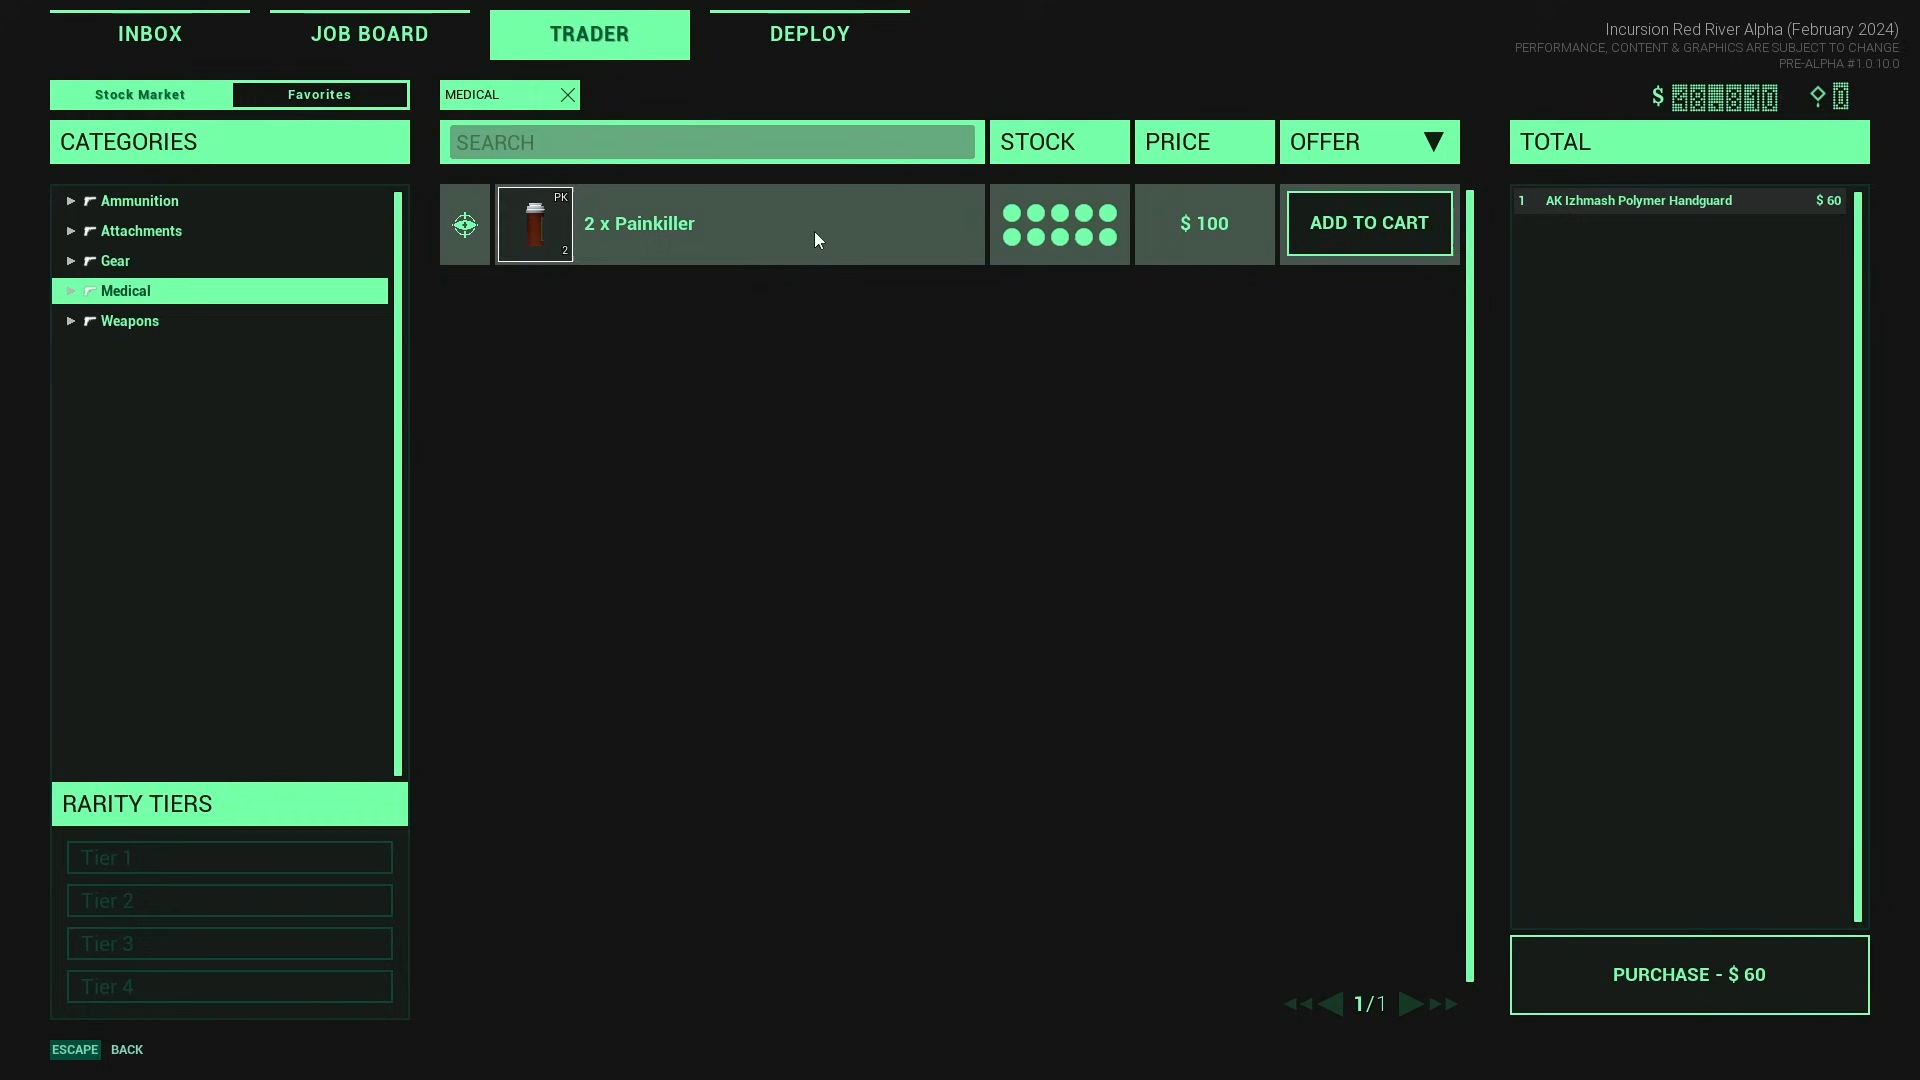 INBOX
JOB BOARD
TRADER
DEPLOY
Incursion Red River Alpha (February 2024)
PERFORMANCE, CONTENT & GRAPHICS ARE SUBJECT TO CHANGE
PRE-ALPHA #1.0.10.0
Stock Market
Favorites
MEDICAL
$
0
CATEGORIES
SEARCH
STOCK
PRICE
OFFER
TOTAL
Ammunition
Attachments
Gear
Medical
Weapons
PK
2
2 x Painkiller
$ 100
ADD TO CART
1 AK Izhmash Polymer Handguard $ 60
RARITY TIERS
Tier 1
Tier 2
Tier 3
Tier 4
1/1
PURCHASE - $ 60
ESCAPE BACK